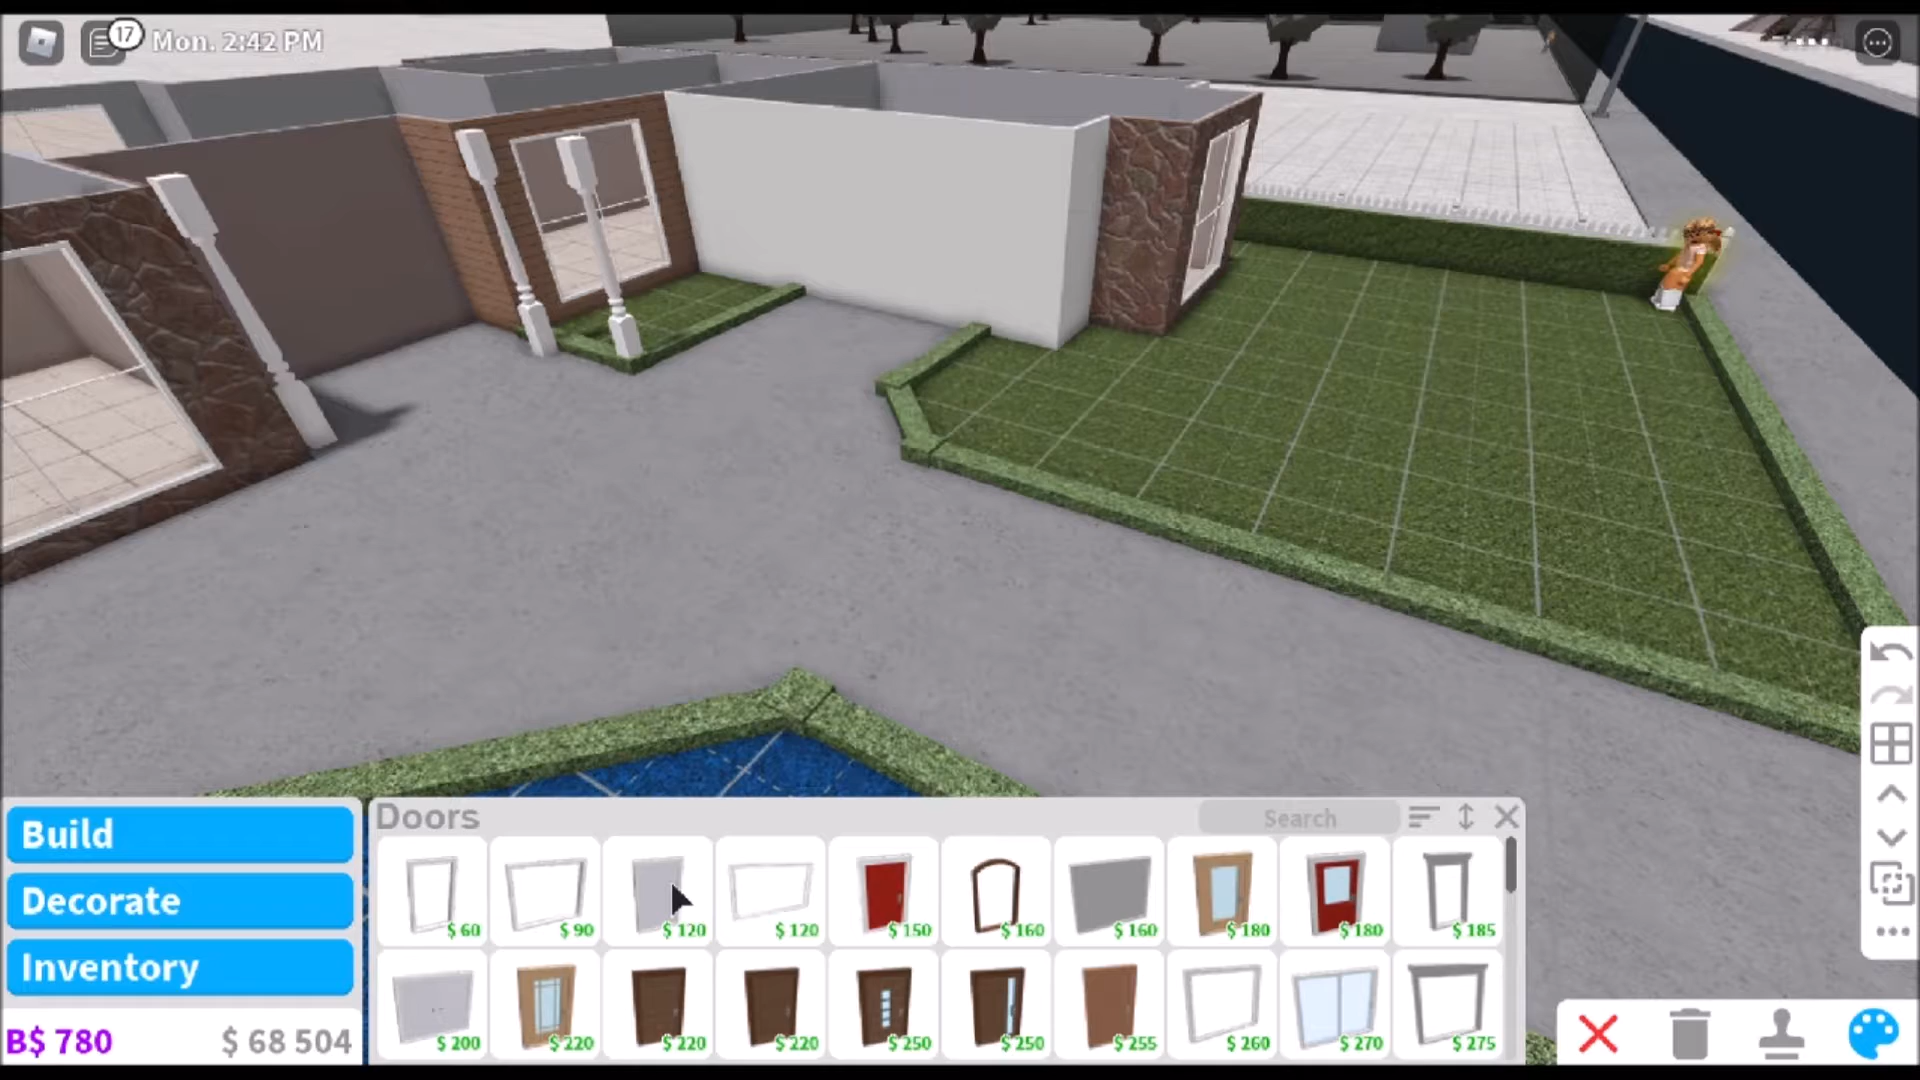 17 Mon. 2:42 PM
Build
Decorate
Inventory
B$ 780 $ 68 504
Doors Search
$ 60 $ 90 $ 120 $ 120 $ 150 $ 160 $ 160 $ 180 $ 180 $ 185
$ 200 $ 220 $ 220 $ 220 $ 250 $ 250 $ 255 $ 260 $ 270 $ 275